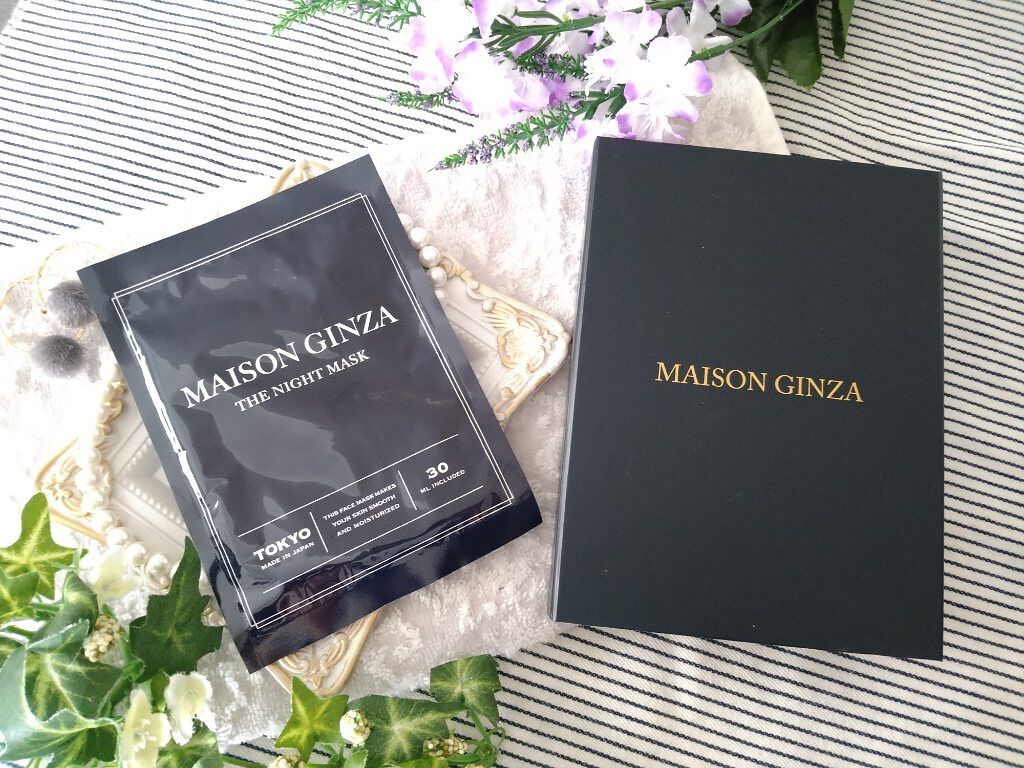 MAISON GINZA
THE NIGHT MASK
TOKYO
MADE IN JAPAN
THIS FACE MASK MAKES
YOUR SKIN SMOOTH
AND MOISTURIZED
30
ML INCLUDED
MAISON GINZA